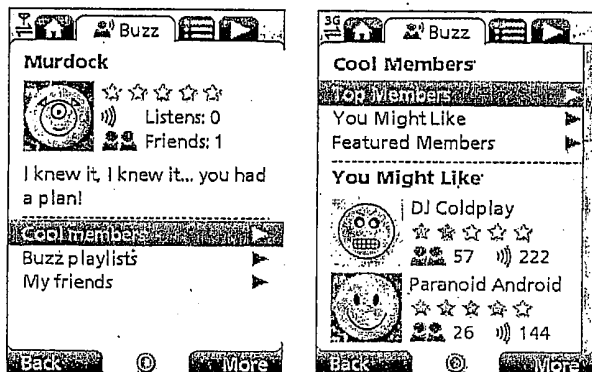 Buzz
Murdock
Listens: 0
Friends: 1
I knew it, I knew it... you had
a plan!
Cool members
Buzz playlists
My friends
Back
More
3G
Buzz
Cool Members
Top Members
You Might Like
Featured Members
You Might Like
DJ Coldplay
57 222
Paranoid Android
26 144
Back
More